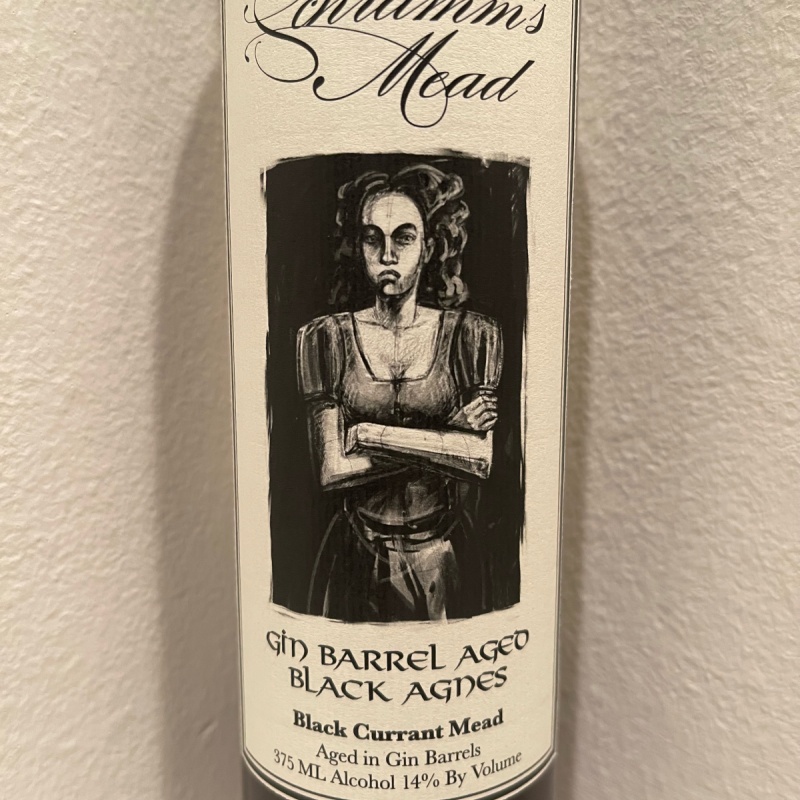 Schramm's
Mead
Gin Barrel Aged
Black Agnes
Black Currant Mead
Aged in Gin Barrels
375 ML Alcohol 14% By Volume